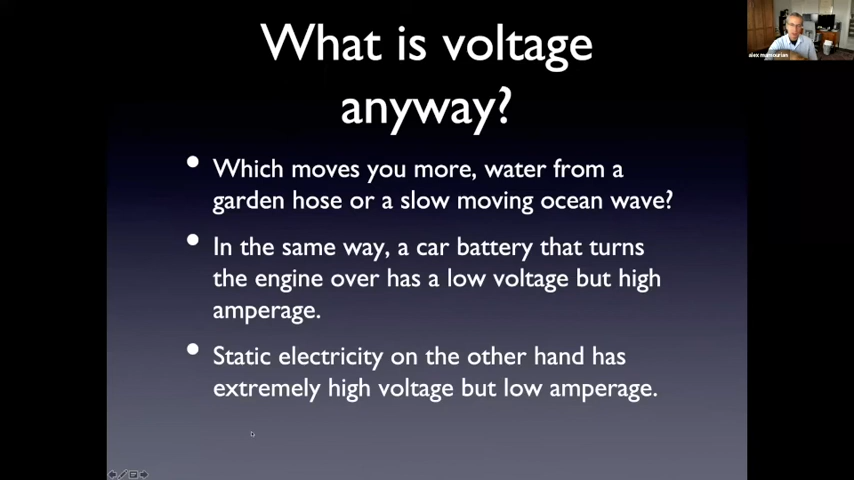 What is voltage
anyway?
alex mansourian
• Which moves you more, water from a
garden hose or a slow moving ocean wave?
• In the same way, a car battery that turns
the engine over has a low voltage but high
amperage.
• Static electricity on the other hand has
extremely high voltage but low amperage.